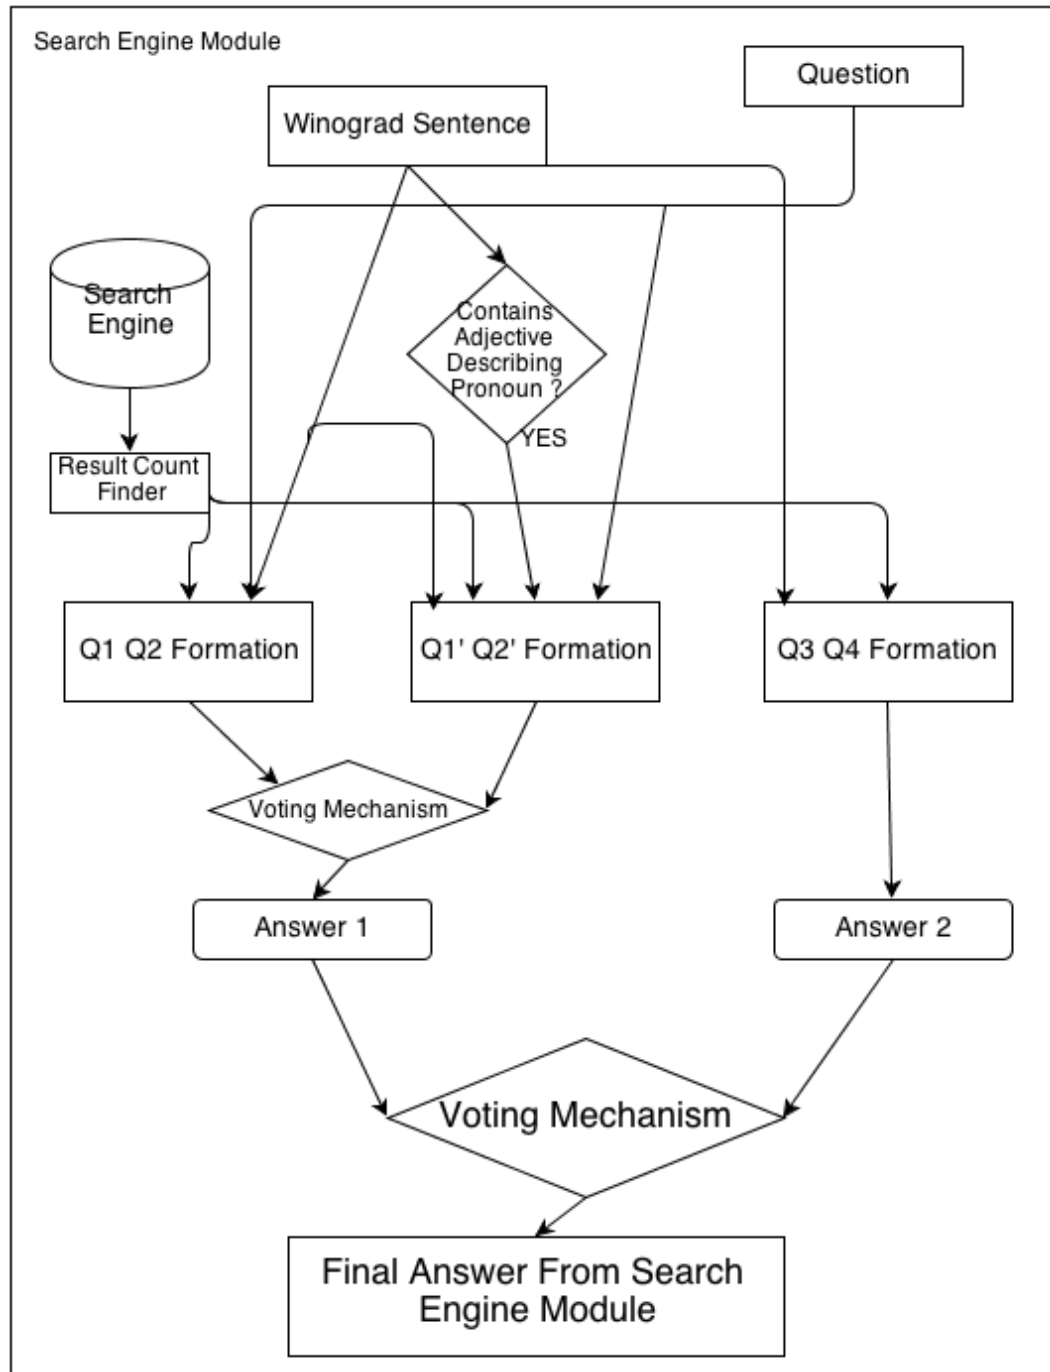 Search Engine Module
Question
Winograd Sentence
Search
Engine
Contains
Adjective
Describing
Pronoun ?
YES
Result Count
Finder
Q1 Q2 Formation
Q1' Q2' Formation
Q3 Q4 Formation
Voting Mechanism
Answer 1
Answer 2
Voting Mechanism
Final Answer From Search
Engine Module